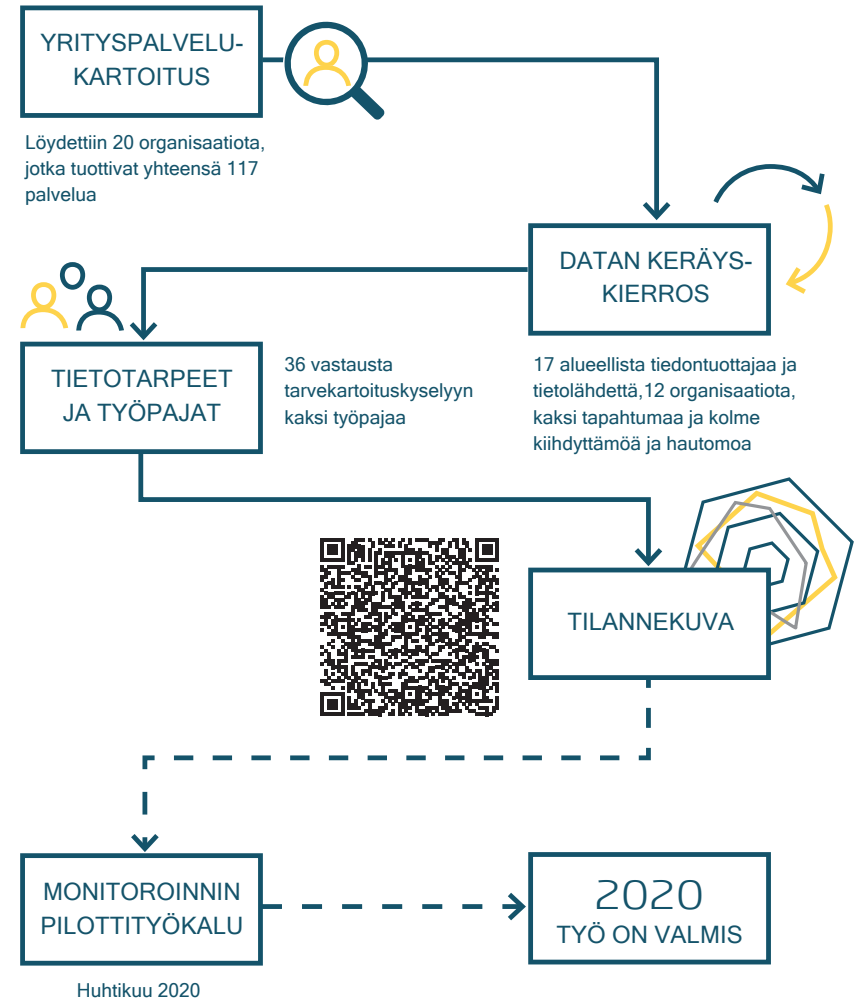 YRITYSPALVELU-
KARTOITUS
Löydettiin 20 organisaatiota,
jotka tuottivat yhteensä 117
palvelua
DATAN KERÄYS-
KIERROS
17 alueellista tiedontuottajaa ja
tietolähdettä,12 organisaatiota,
kaksi tapahtumaa ja kolme
kiihdyttämöä ja hautomoa
TIETOTARPEET
JA TYÖPAJAT
36 vastausta
tarvekartoituskyselyyn
kaksi työpajaa
TILANNEKUVA
MONITOROINNIN
PILOTTITYÖKALU
Huhtikuu 2020
2020
TYÖ ON VALMIS